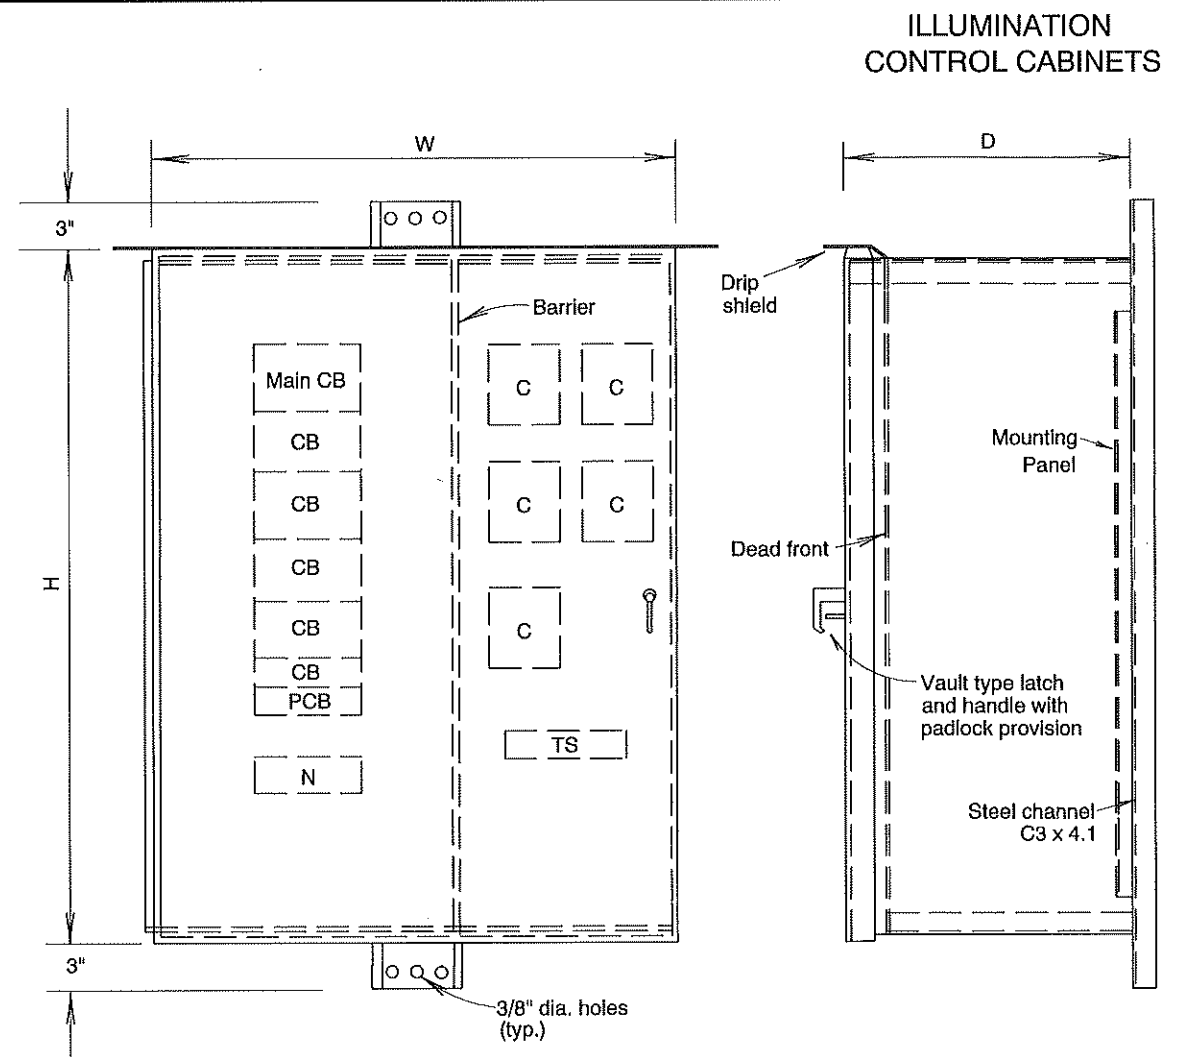 ILLUMINATION
CONTROL CABINETS
W
D
3"
Drip
shield
Barrier
Main CB
C
C
CB
Mounting
Panel
CB
C
C
Dead front
CB
H
CB
C
CB
PCB
Vault type latch
and handle with
padlock provision
TS
N
Steel channel
C3 x 4.1
3"
3/8" dia. holes
(typ.)